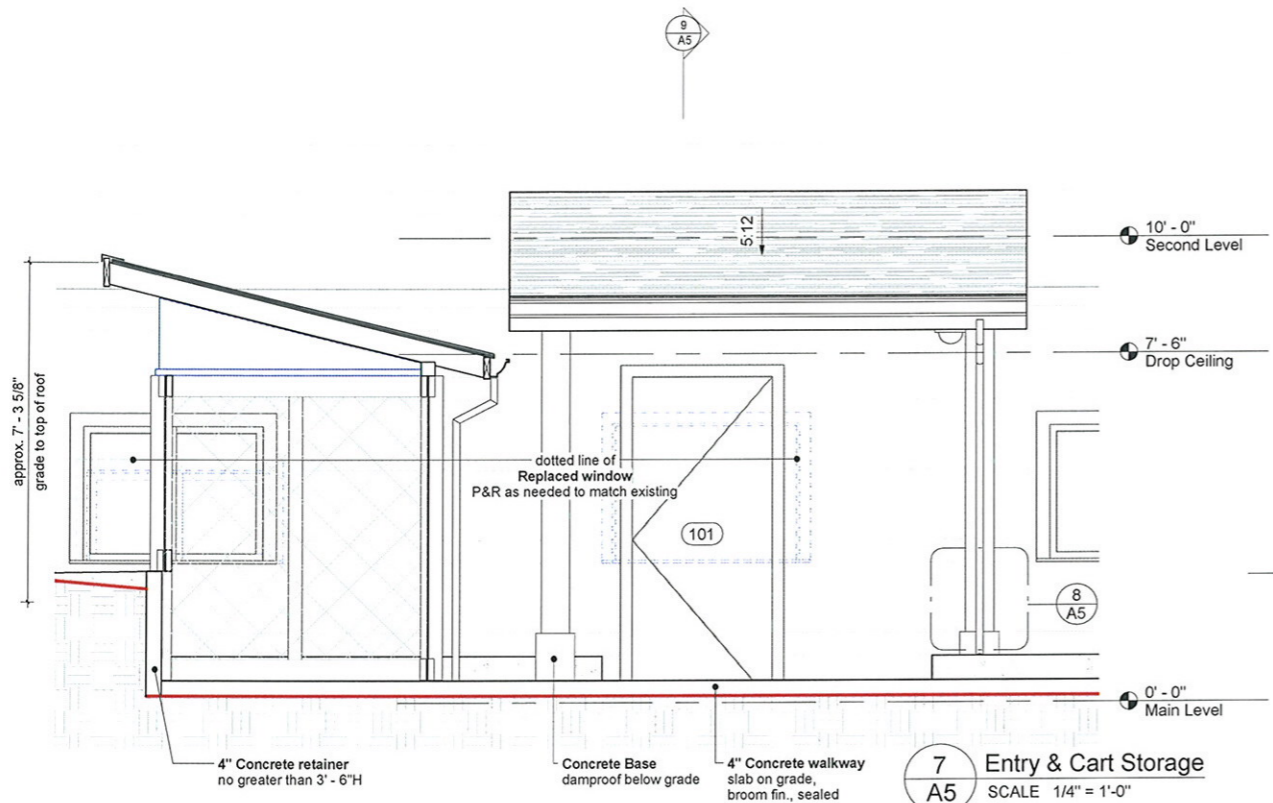 9
A5
5:12
10' - 0"
Second Level
7' - 6"
Drop Ceiling
approx. 7' - 3 5/8"
grade to top of roof
dotted line of
Replaced window
P&R as needed to match existing
101
8
A5
0' - 0"
Main Level
4" Concrete retainer
no greater than 3' - 6"H
Concrete Base
damproof below grade
4" Concrete walkway
slab on grade,
broom fin., sealed
7
A5
Entry & Cart Storage
SCALE 1/4" = 1'-0"